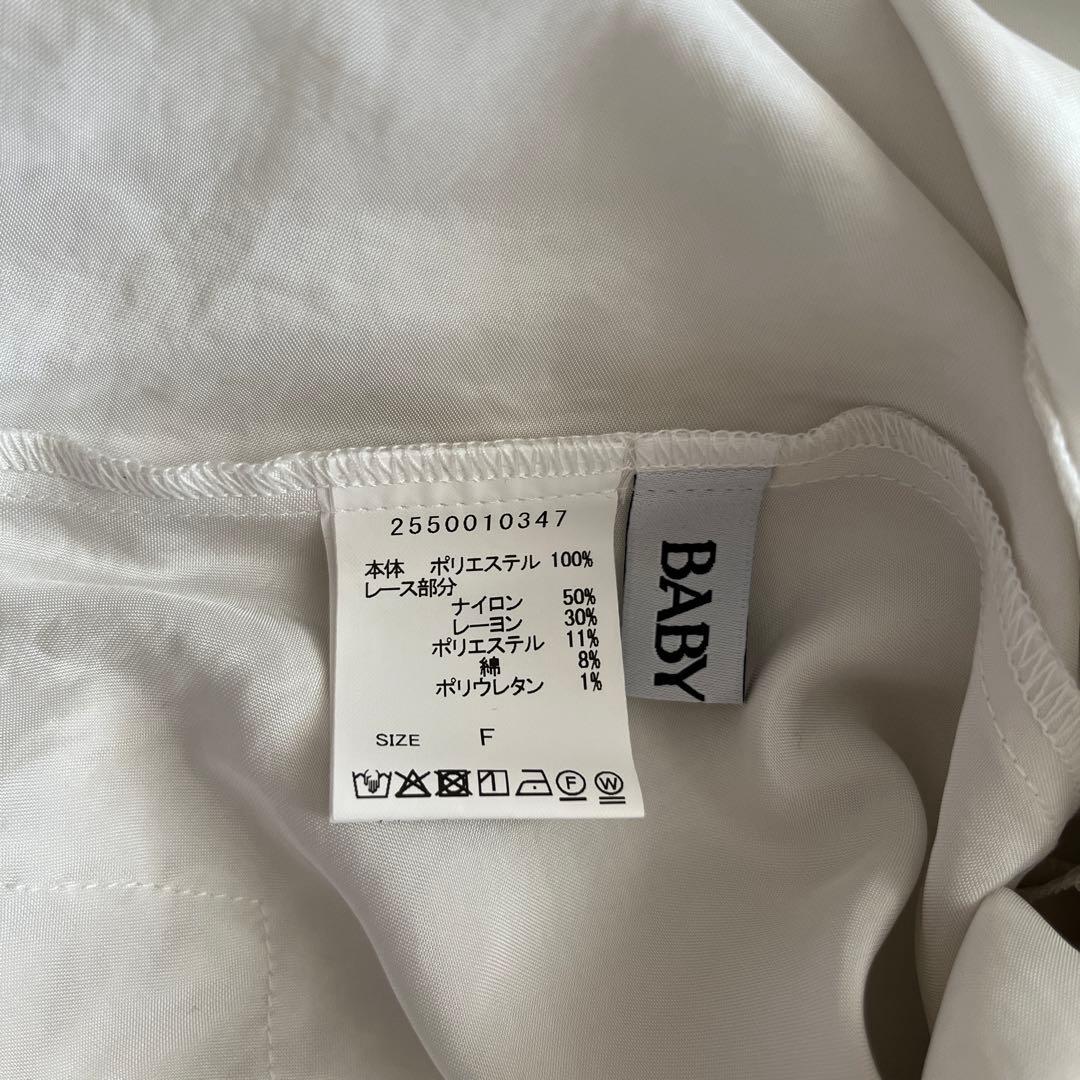 2550010347
本体 ポリエステル 100%
レース部分
ナイロン 50%
レーヨン 30%
ポリエステル 11%
綿 8%
ポリウレタン 1%
SIZE F
F W
BABY